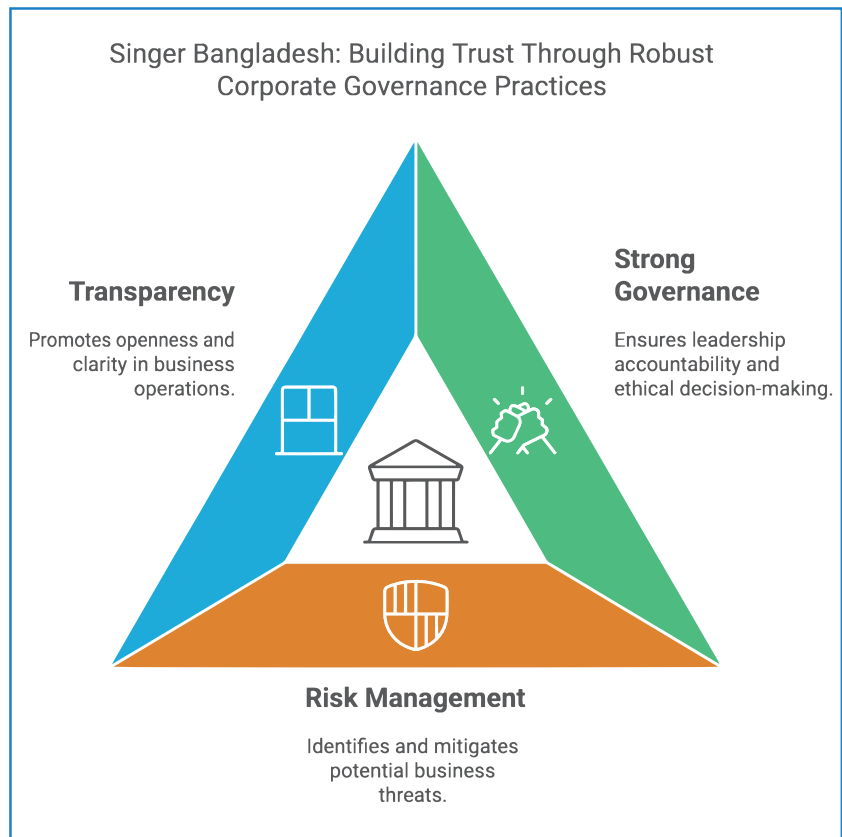 Singer Bangladesh: Building Trust Through Robust
Corporate Governance Practices
Transparency
Promotes openness and
clarity in business
operations.
Strong
Governance
Ensures leadership
accountability and
ethical decision-making.
Risk Management
Identifies and mitigates
potential business
threats.